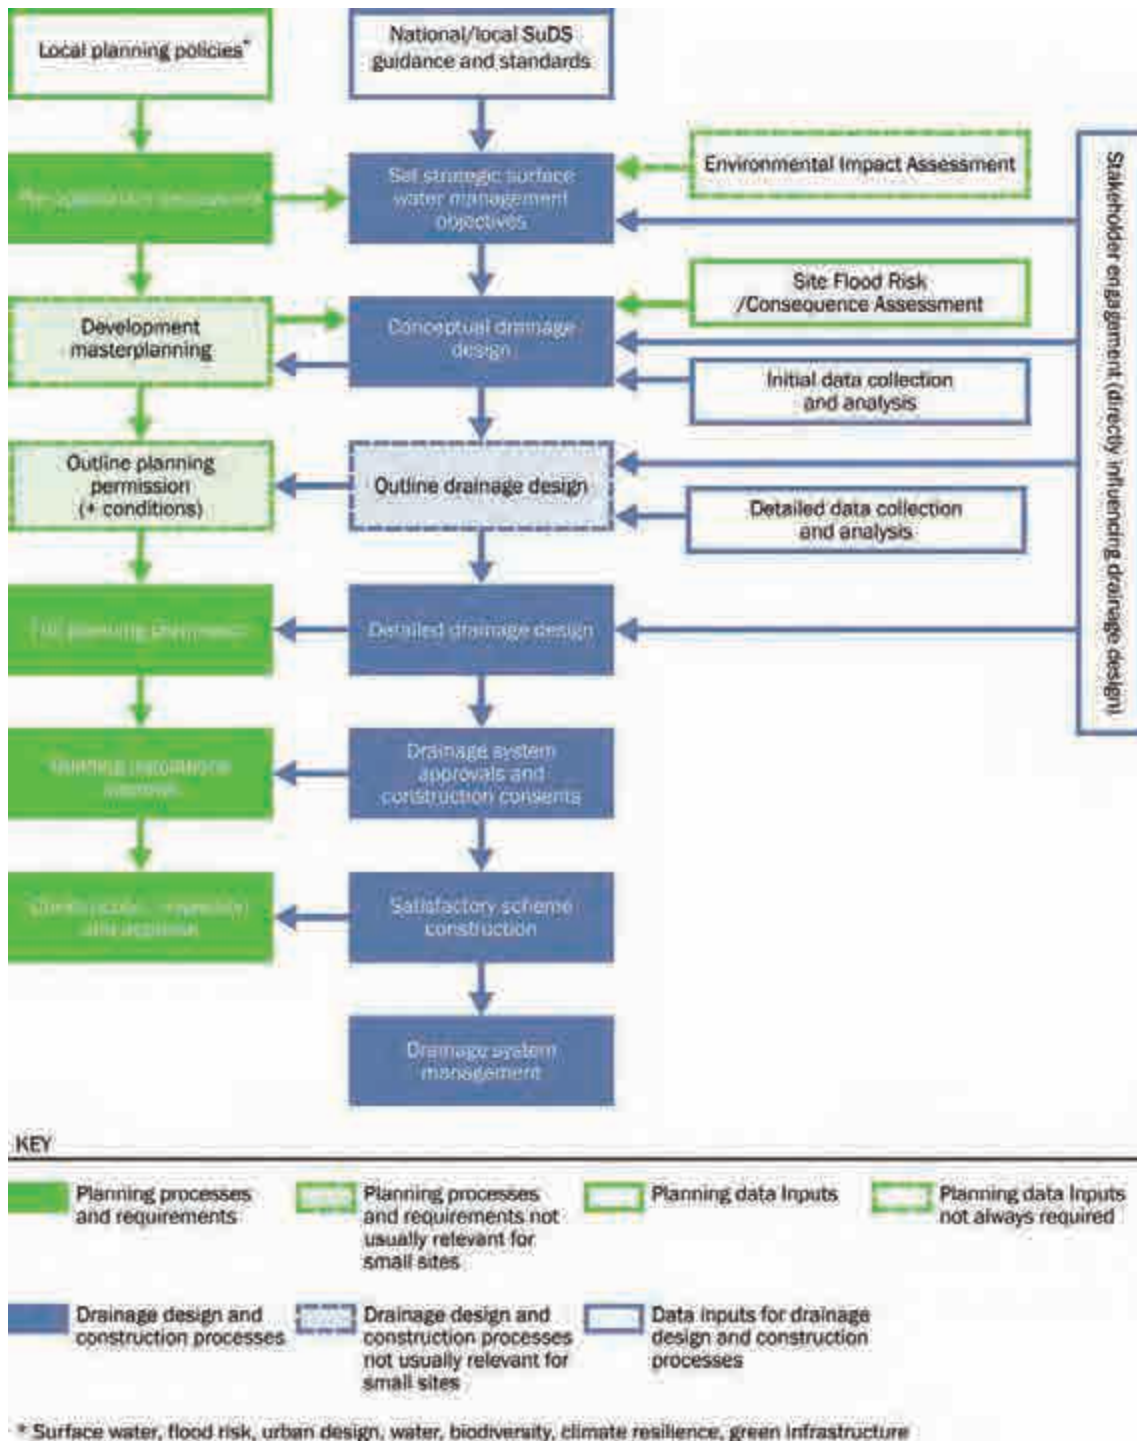 Local planning policies*
National/local SuDS
guidance and standards
Set strategic surface
water management
objectives
Environmental Impact Assessment
Site Flood Risk
/Consequence Assessment
Development
masterplanning
Conceptual drainage
design
Initial data collection
and analysis
Outline planning
permission
(+ conditions)
Outline drainage design
Detailed data collection
and analysis
planning
Detailed drainage design
Building regulations
Drainage system
approvals and
construction consents
Satisfactory scheme
construction
Drainage system
management
Stakeholder engagement (directly influencing drainage design)
KEY
Planning processes
and requirements
Planning processes
and requirements not
usually relevant for
small sites
Planning data Inputs
Planning data Inputs
not always required
Drainage design and
construction processes
Drainage design and
construction processes
not usually relevant for
small sites
Data inputs for drainage
design and construction
processes
* Surface water, flood risk, urban design, water, biodiversity, climate resilience, green infrastructure